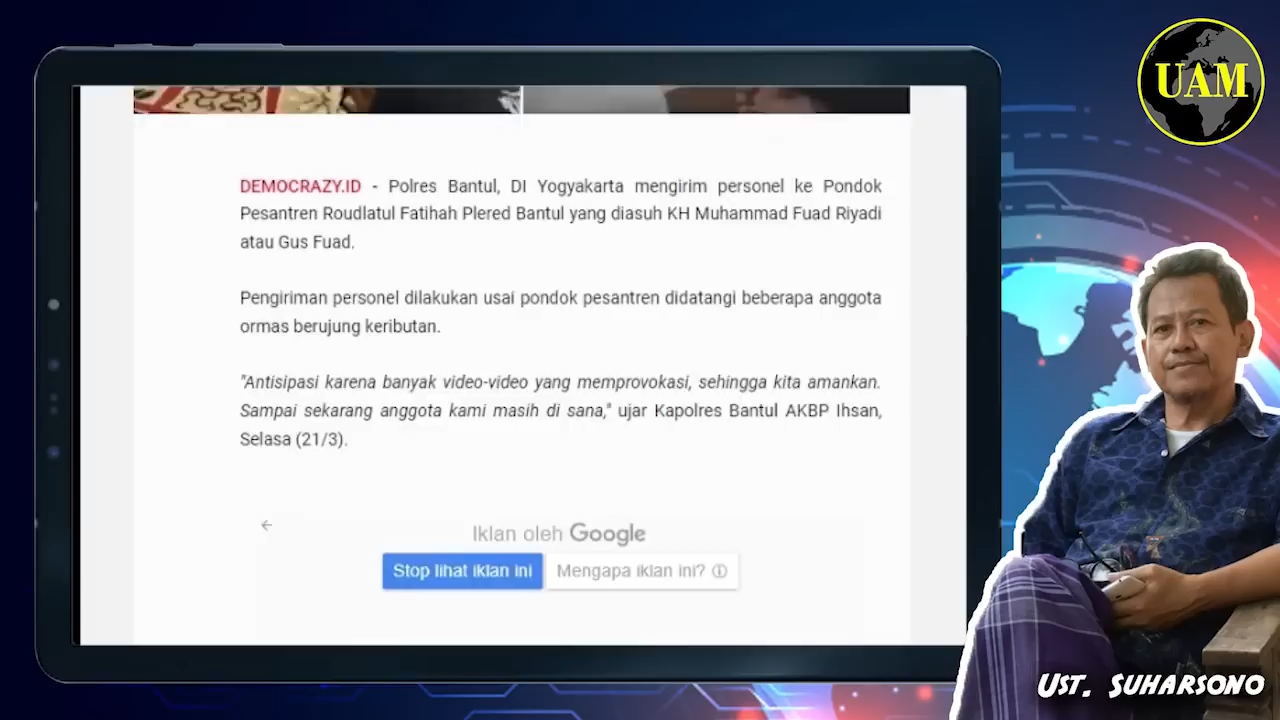 UAM
DEMOCRAZY.ID - Polres Bantul, DI Yogyakarta mengirim personel ke Pondok
Pesantren Roudlatul Fatihah Plered Bantul yang diasuh KH Muhammad Fuad Riyadi
atau Gus Fuad.
Pengiriman personel dilakukan usai pondok pesantren didatangi beberapa anggota
ormas berujung keributan.
"Antisipasi karena banyak video-video yang memprovokasi, sehingga kita amankan.
Sampai sekarang anggota kami masih di sana," ujar Kapolres Bantul AKBP Ihsan,
Selasa (21/3).
Iklan oleh Google
Stop lihat iklan ini
Mengapa iklan ini?
UST. SUHARSONO